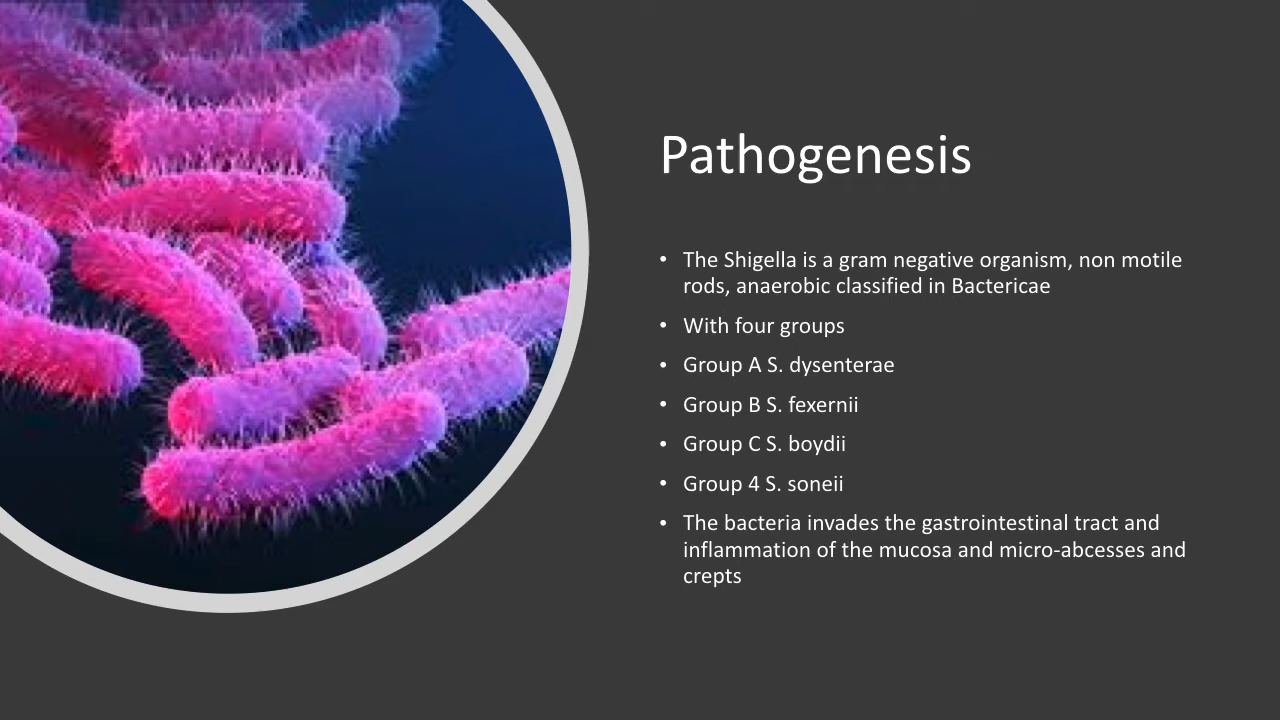 Pathogenesis
• The Shigella is a gram negative organism, non motile
rods, anaerobic classified in Bactericae
• With four groups
• Group A S. dysenterae
• Group B S. fexernii
• Group C S. boydii
• Group 4 S. soneii
• The bacteria invades the gastrointestinal tract and
inflammation of the mucosa and micro-abcesses and
crepts